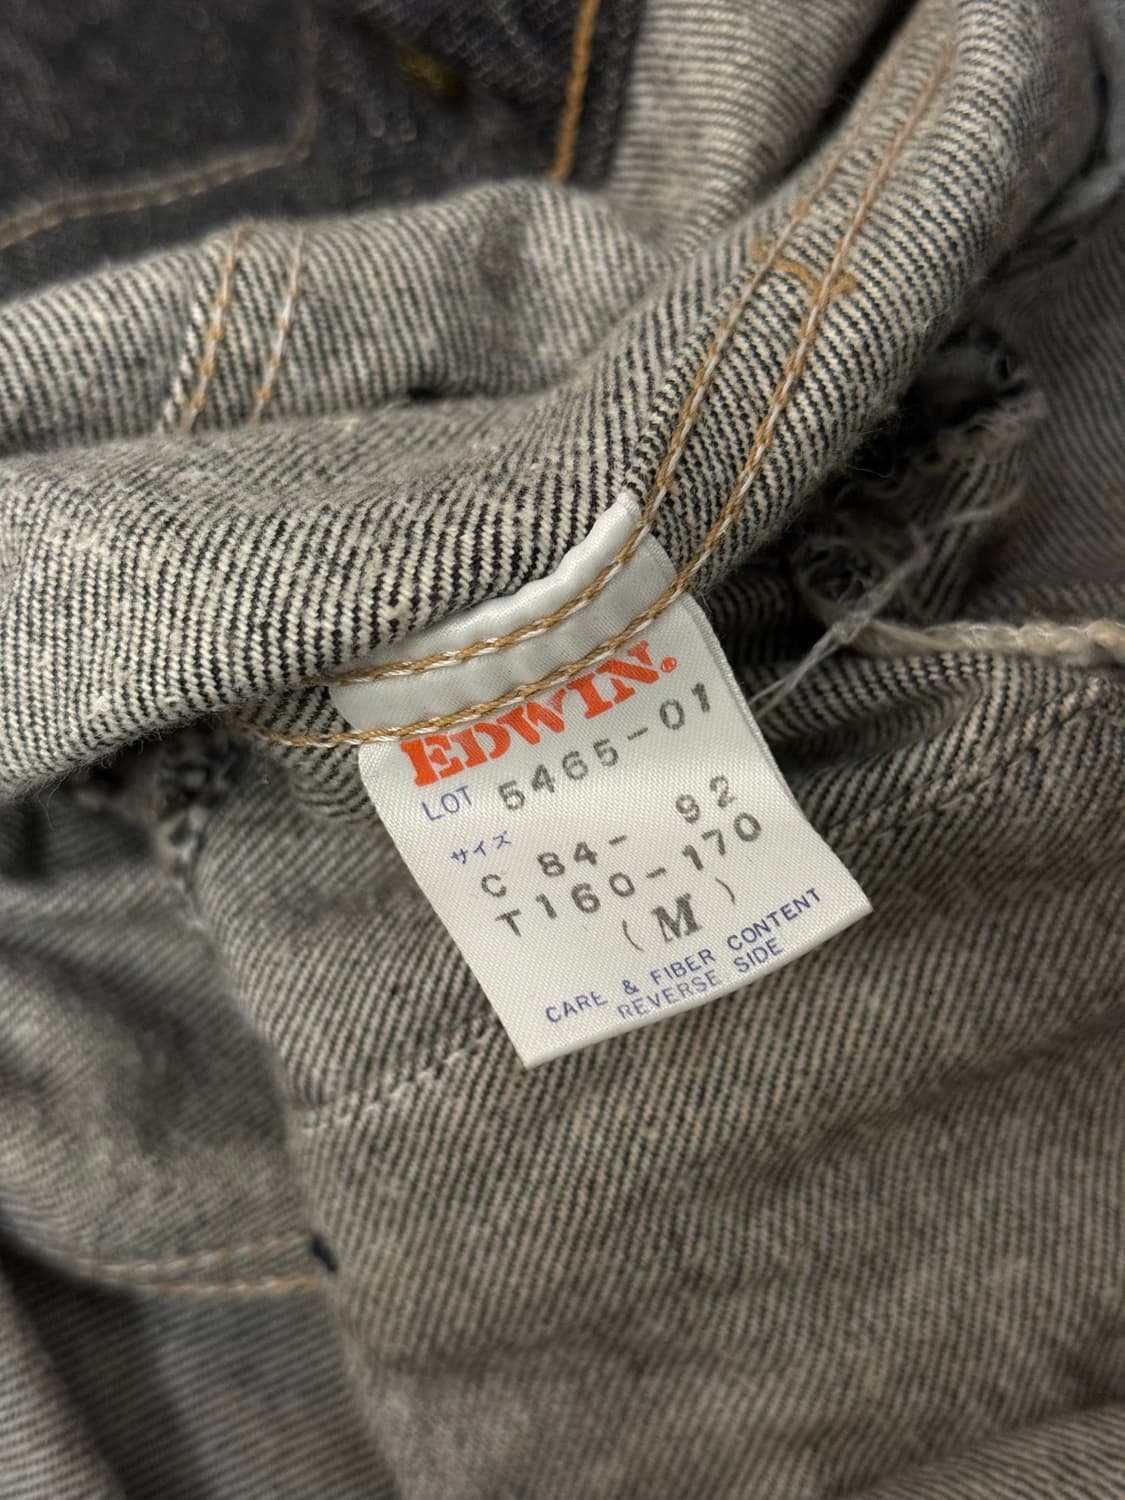 EDWIN.
LOT 5465-01
サイズ
C 84- 92
T160-170
(M)
CARE & FIBER CONTENT
REVERSE SIDE